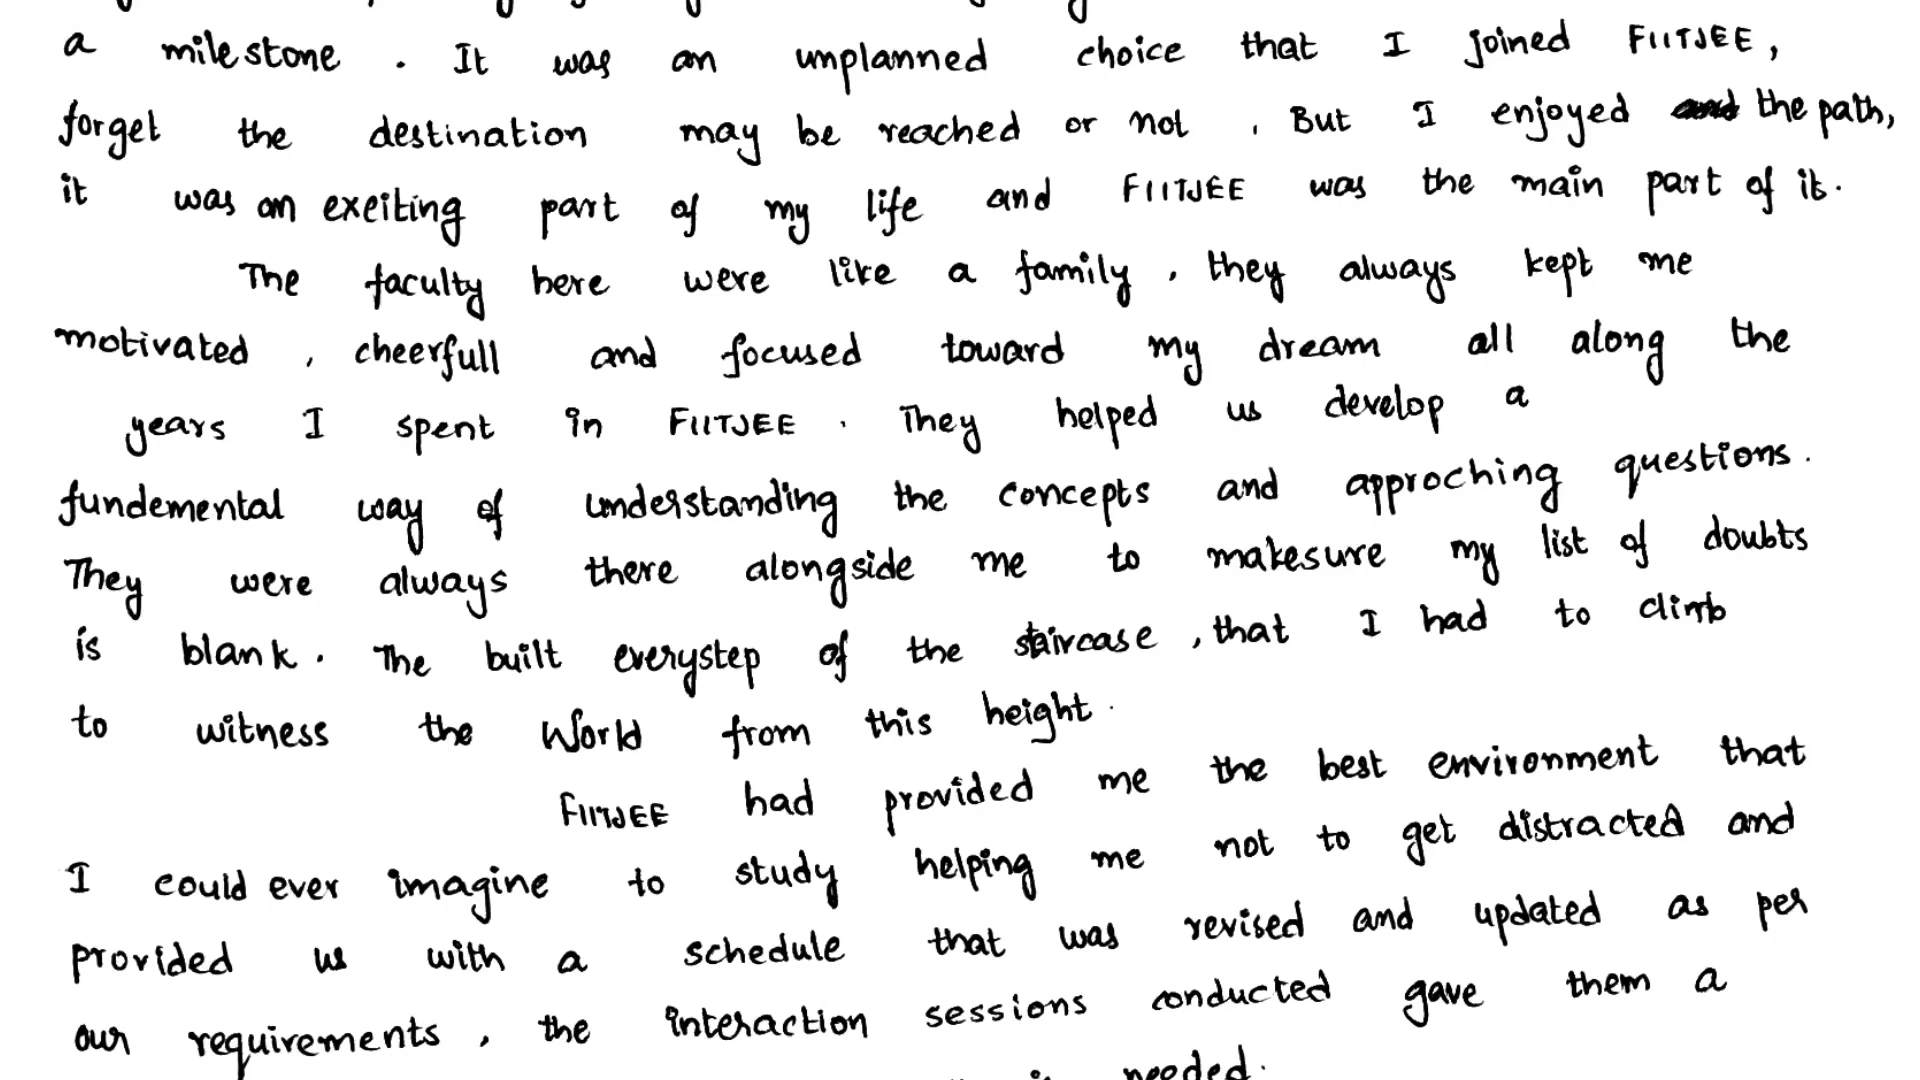 a milestone . It was an unplanned choice that I joined FIITJEE,
forget the destination may be reached or not . But I enjoyed the path,
it was an exeiting part of my life and FIITJEE was the main part of it.
The faculty here were like a family . they always kept me
motivated , cheerfull and focused toward my dream all along the
years I spent in FIITJEE . They helped us develop a
fundemental way of understanding the concepts and approching questions.
They were always there alongside me to makesure my list of doubts
is blank . The built everystep of the staircase , that I had to climb
to witness the World from this height .
FIITJEE had provided me the best environment that
I could ever imagine to study helping me not to get distracted and
provided us with a schedule that was revised and updated as per
our requirements , the interaction sessions conducted gave them a
needed.